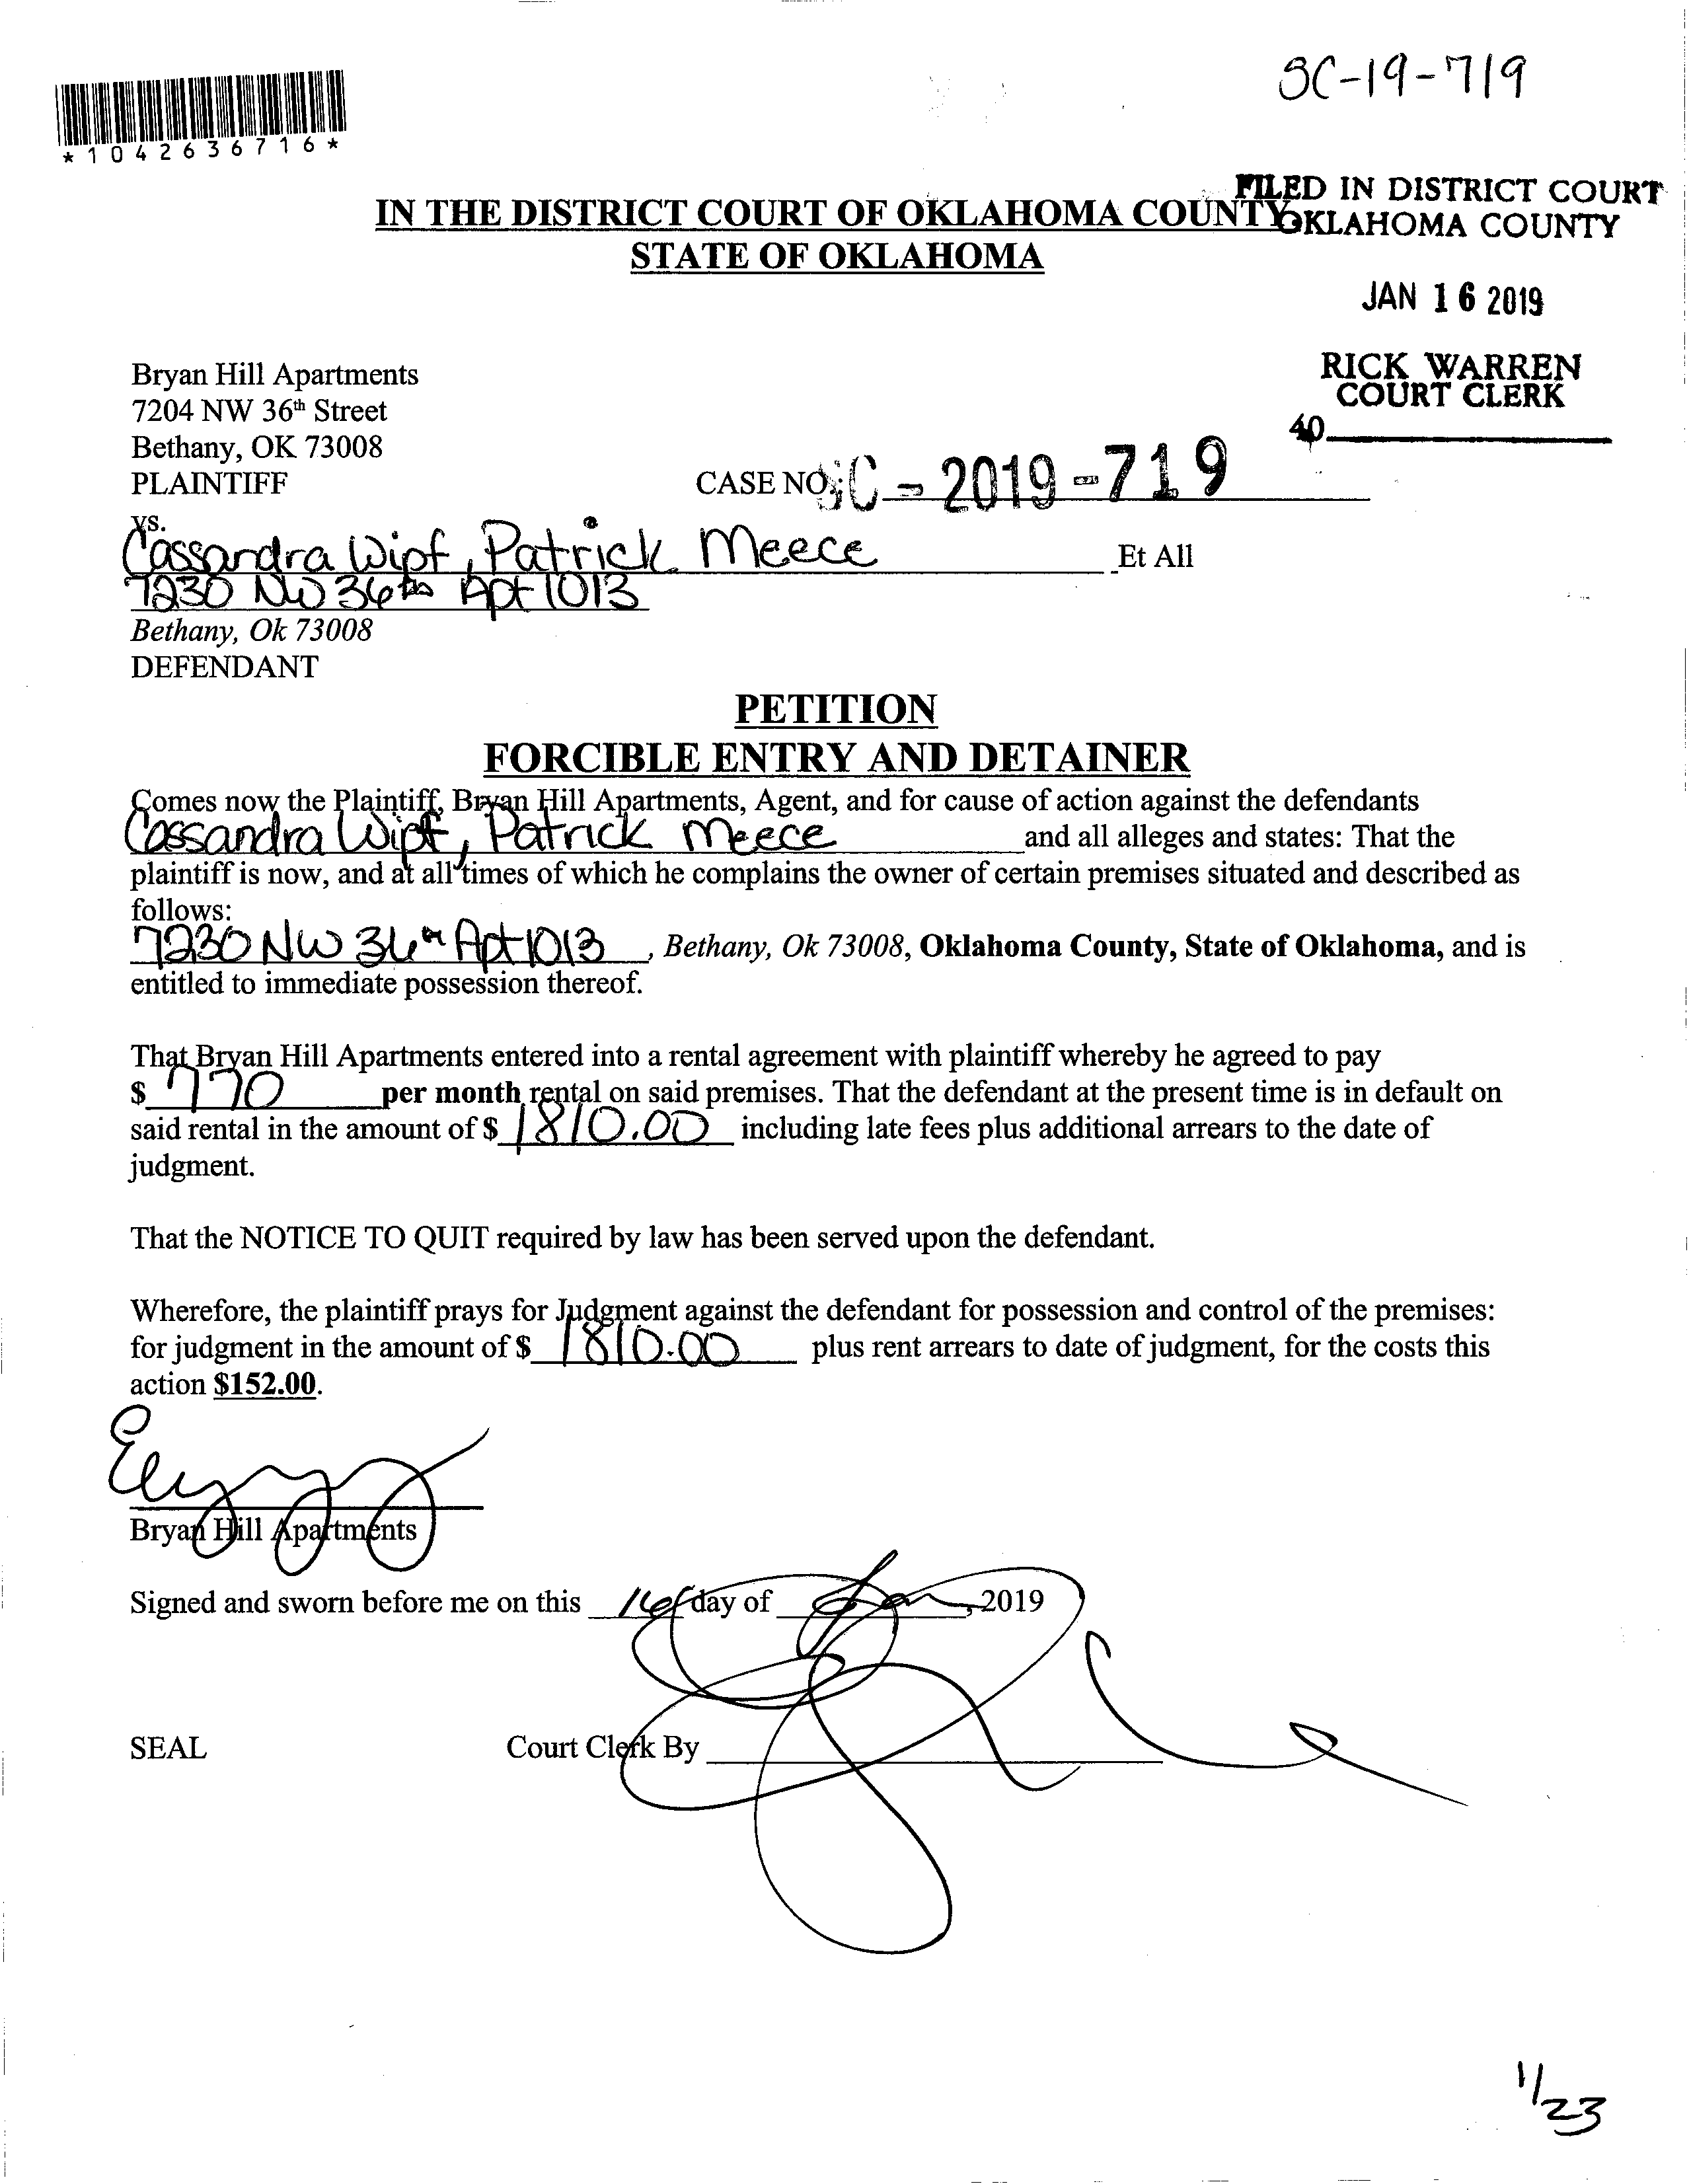 SC-19-719
*1042636716*
FILED IN DISTRICT COURT
OKLAHOMA COUNTY
IN THE DISTRICT COURT OF OKLAHOMA COUNTY
STATE OF OKLAHOMA
JAN 16 2019
RICK WARREN
COURT CLERK
40
Bryan Hill Apartments
7204 NW 36th Street
Bethany, OK 73008
PLAINTIFF
CASE NO. SC-2019-719
vs.
Cassandra Wipf, Patrick Meece Et All
7230 NW 36th Apt 1013
Bethany, Ok 73008
DEFENDANT
PETITION
FORCIBLE ENTRY AND DETAINER
Comes now the Plaintiff, Bryan Hill Apartments, Agent, and for cause of action against the defendants
Cassandra Wipf, Patrick Meece and all alleges and states: That the
plaintiff is now, and at all times of which he complains the owner of certain premises situated and described as
follows:
7230 NW 36th Apt 1013, Bethany, Ok 73008, Oklahoma County, State of Oklahoma, and is
entitled to immediate possession thereof.
That Bryan Hill Apartments entered into a rental agreement with plaintiff whereby he agreed to pay
$ 770 per month rental on said premises. That the defendant at the present time is in default on
said rental in the amount of $ 1810.00 including late fees plus additional arrears to the date of
judgment.
That the NOTICE TO QUIT required by law has been served upon the defendant.
Wherefore, the plaintiff prays for Judgment against the defendant for possession and control of the premises:
for judgment in the amount of $ 1810.00 plus rent arrears to date of judgment, for the costs this
action $152.00.
Bryan Hill Apartments
Signed and sworn before me on this 16 day of Jan, 2019
SEAL Court Clerk By
1/23